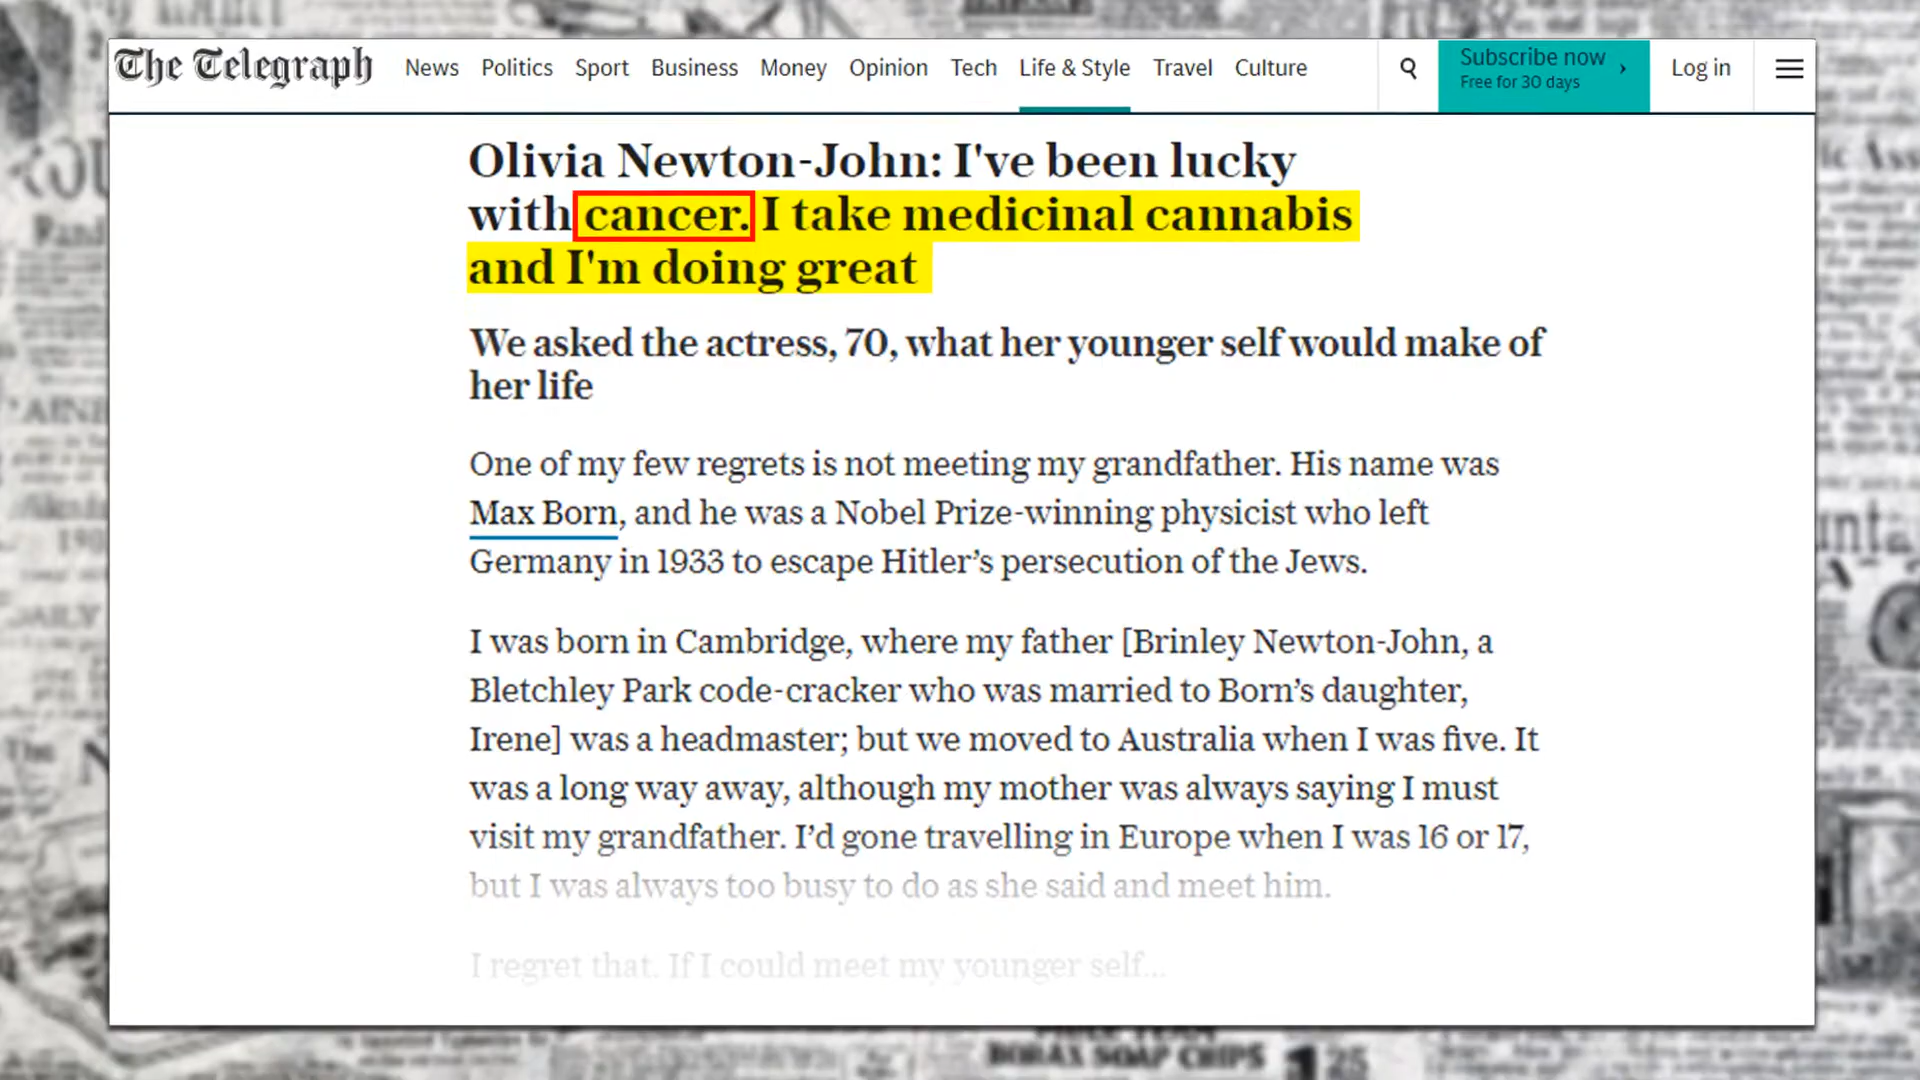 The Telegraph
News Politics Sport Business Money Opinion Tech Life & Style Travel Culture
Subscribe now
Free for 30 days
Log in
Olivia Newton-John: I've been lucky
with cancer. I take medicinal cannabis
and I'm doing great
We asked the actress, 70, what her younger self would make of
her life
One of my few regrets is not meeting my grandfather. His name was
Max Born, and he was a Nobel Prize-winning physicist who left
Germany in 1933 to escape Hitler’s persecution of the Jews.
I was born in Cambridge, where my father [Brinley Newton-John, a
Bletchley Park code-cracker who was married to Born’s daughter,
Irene] was a headmaster; but we moved to Australia when I was five. It
was a long way away, although my mother was always saying I must
visit my grandfather. I’d gone travelling in Europe when I was 16 or 17,
but I was always too busy to do as she said and meet him.
I regret that. If I could meet my younger self...
BORAX SOAP CHIPS 25